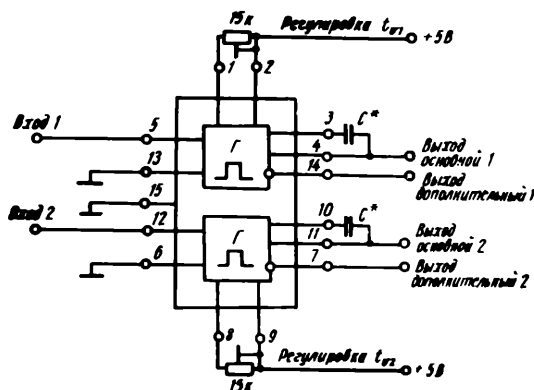 15к
Регулировка tи1
+5В
1
2
3
C*
Вход 1
5
4
Г
Выход основной 1
13
14
Выход дополнительный 1
15
Вход 2
12
10
C*
Г
11
Выход основной 2
6
7
Выход дополнительный 2
8
9
Регулировка tи2
+5В
15к